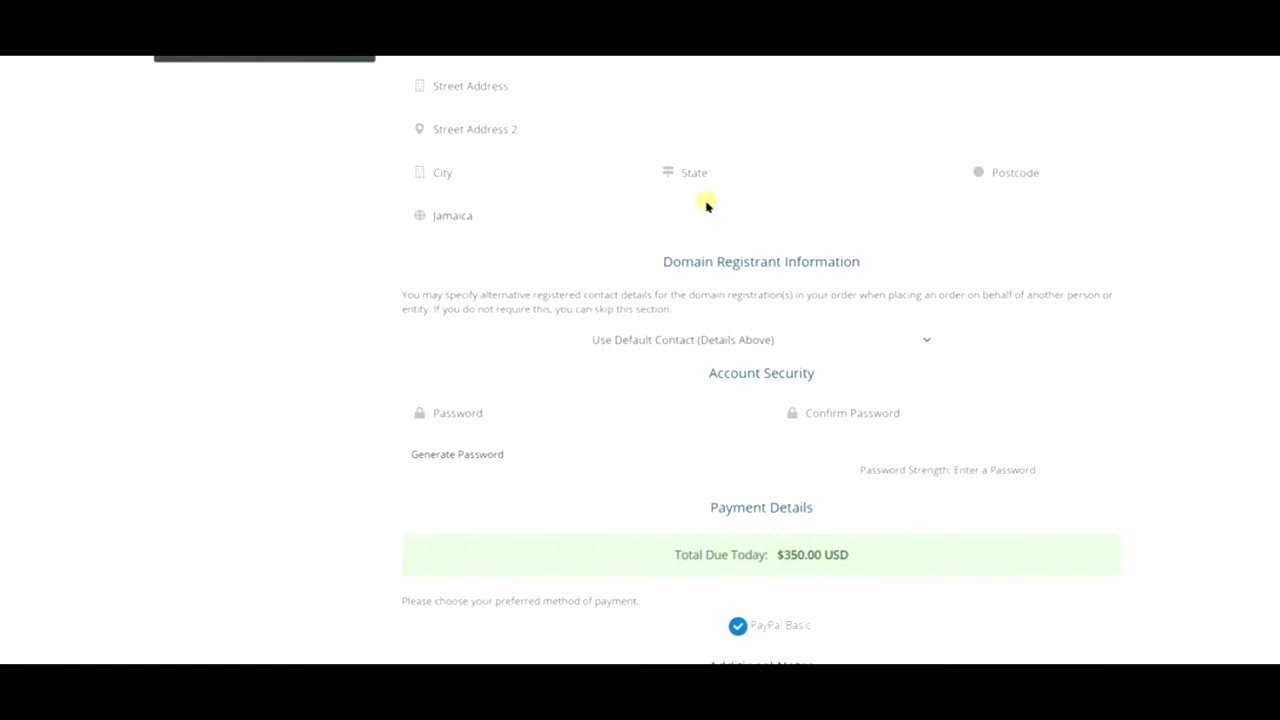 Street Address
Street Address 2
City State Postcode
Jamaica
Domain Registrant Information
You may specify alternative registered contact details for the domain registration(s) in your order when placing an order on behalf of another person or
entity. If you do not require this, you can skip this section.
Use Default Contact (Details Above)
Account Security
Password Confirm Password
Generate Password
Password Strength: Enter a Password
Payment Details
Total Due Today: $350.00 USD
Please choose your preferred method of payment.
PayPal Basic